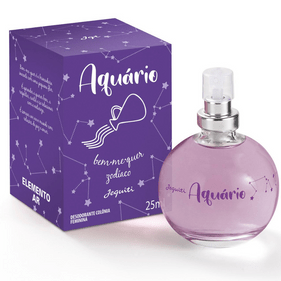 Aquário
bem-me-quer
zodíaco
Jequiti
ELEMENTO
AR
DESODORANTE COLÔNIA
FEMININA
25m
Jequiti
Aquário